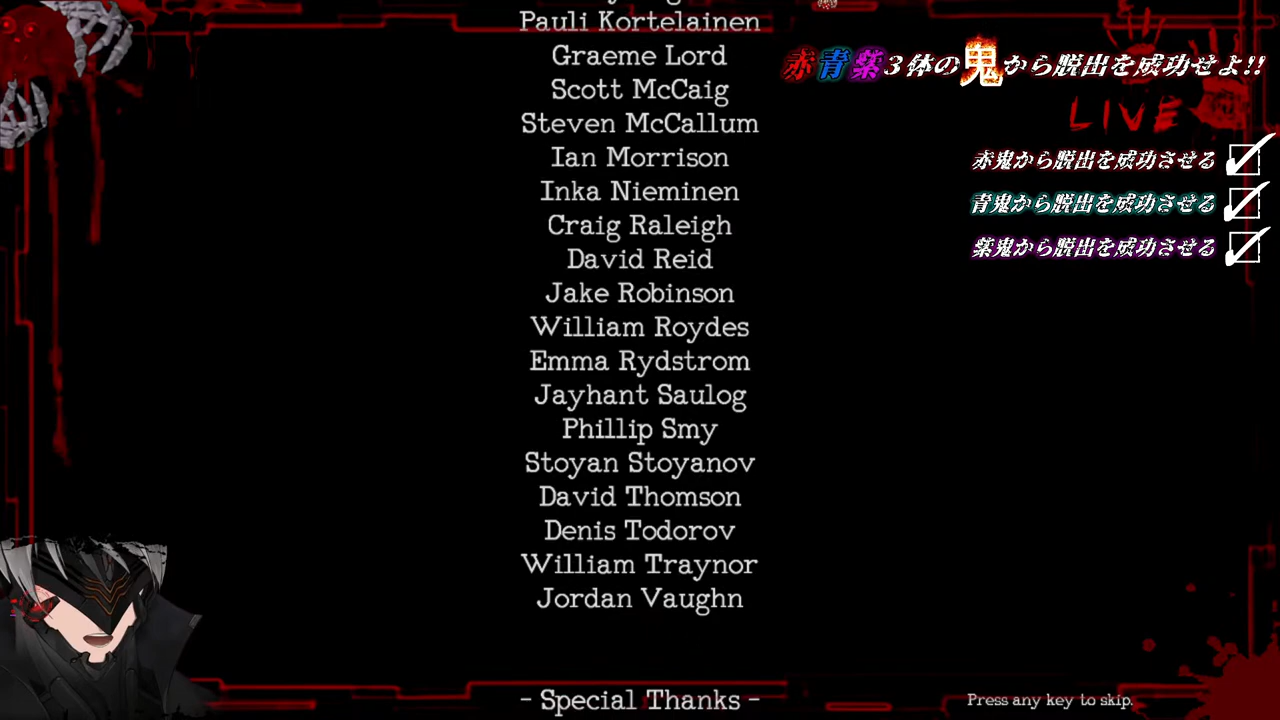 Pauli Kortelainen
Graeme Lord
Scott McCaig
Steven McCallum
Ian Morrison
Inka Nieminen
Craig Raleigh
David Reid
Jake Robinson
William Roydes
Emma Rydstrom
Jayhant Saulog
Phillip Smy
Stoyan Stoyanov
David Thomson
Denis Todorov
William Traynor
Jordan Vaughn
- Special Thanks -
赤青薬3体の鬼から脱出を成功せよ!!
LIVE
赤鬼から脱出を成功させる
青鬼から脱出を成功させる
薬鬼から脱出を成功させる
Press any key to skip.